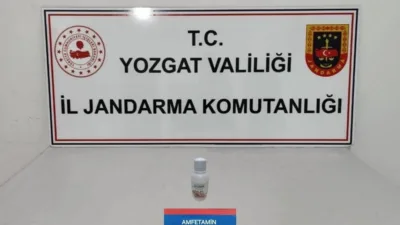 T.C.
YOZGAT VALİLİĞİ
İL JANDARMA KOMUTANLIĞI
AMFETAMİN